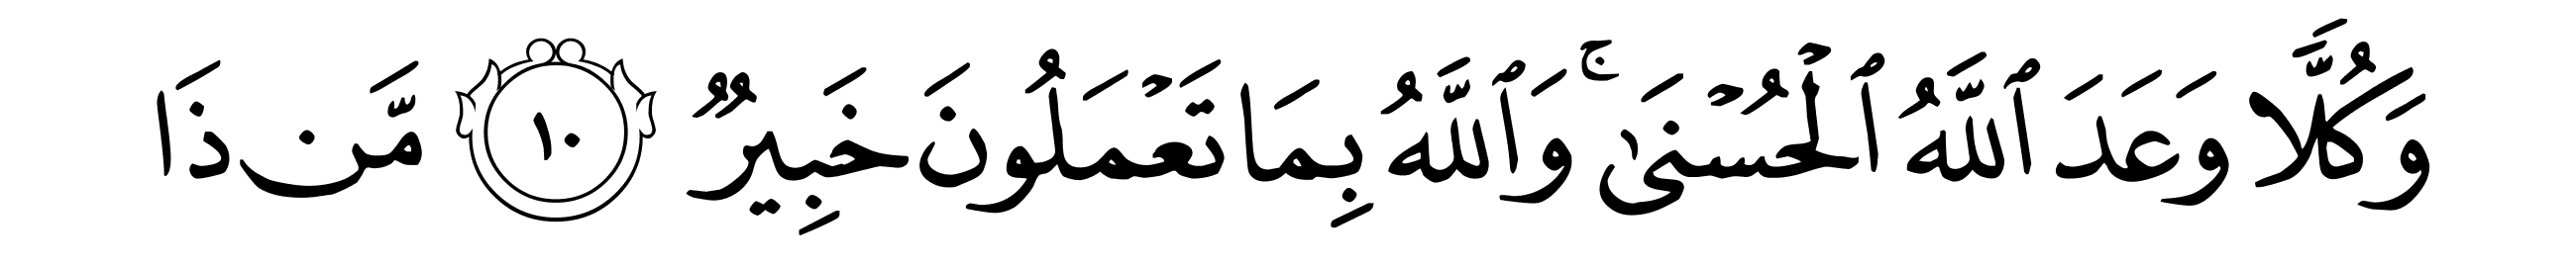 وَكُلًّا وَعَدَ ٱللَّهُ ٱلْحُسْنَىٰ ۚ وَٱللَّهُ بِمَا تَعْمَلُونَ خَبِيرٌ ١٠ مَّن ذَا